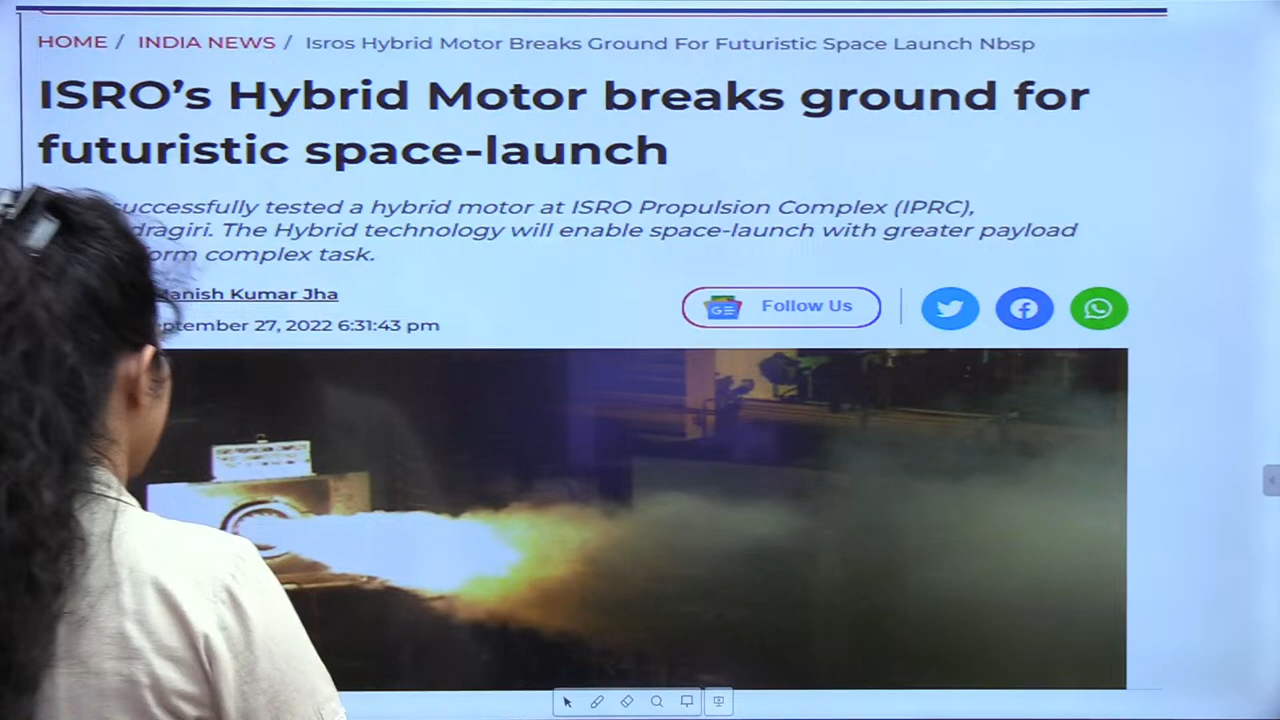 HOME / INDIA NEWS / Isros Hybrid Motor Breaks Ground For Futuristic Space Launch Nbsp
ISRO’s Hybrid Motor breaks ground for
futuristic space-launch
successfully tested a hybrid motor at ISRO Propulsion Complex (IPRC),
The Hybrid technology will enable space-launch with greater payload
complex task.
Kumar Jha
27, 2022 6:31:43 pm
GE Follow Us